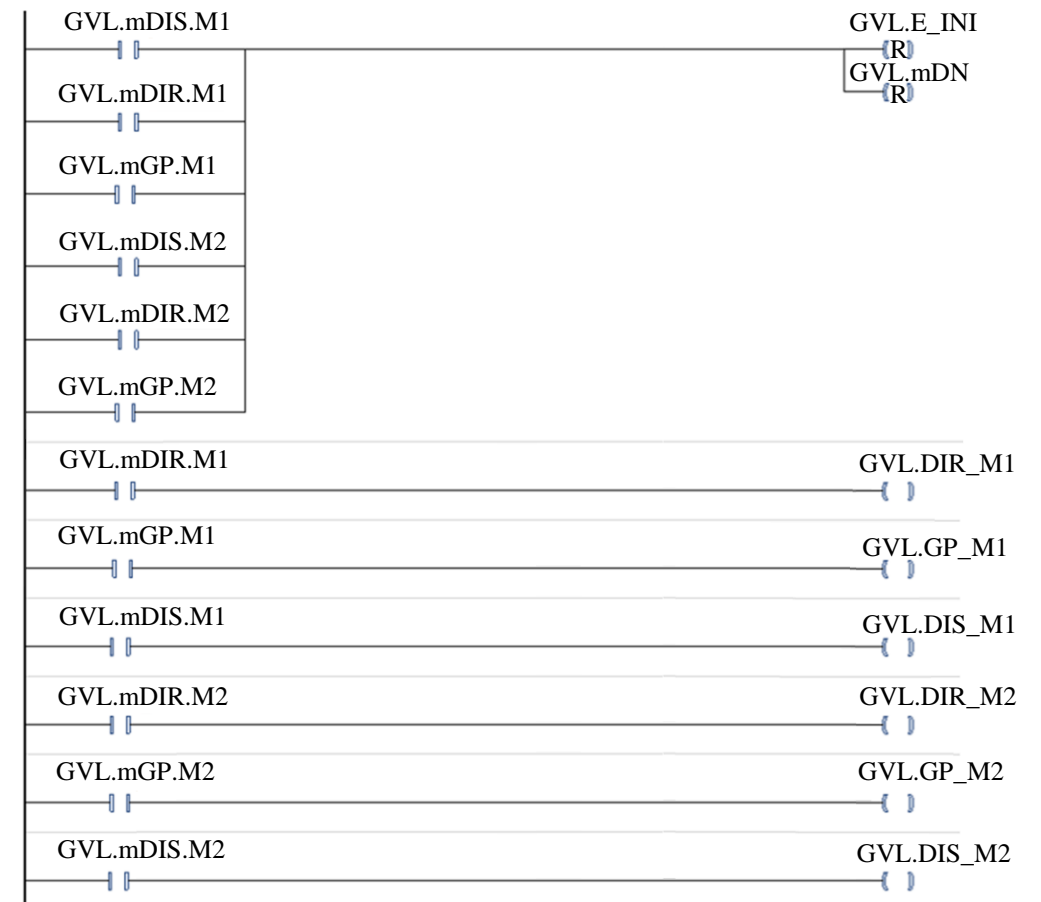 GVL.mDIS.M1
GVL.E_INI
(R)
GVL.mDN
(R)
GVL.mDIR.M1
GVL.mGP.M1
GVL.mDIS.M2
GVL.mDIR.M2
GVL.mGP.M2
GVL.mDIR.M1
GVL.DIR_M1
GVL.mGP.M1
GVL.GP_M1
GVL.mDIS.M1
GVL.DIS_M1
GVL.mDIR.M2
GVL.DIR_M2
GVL.mGP.M2
GVL.GP_M2
GVL.mDIS.M2
GVL.DIS_M2